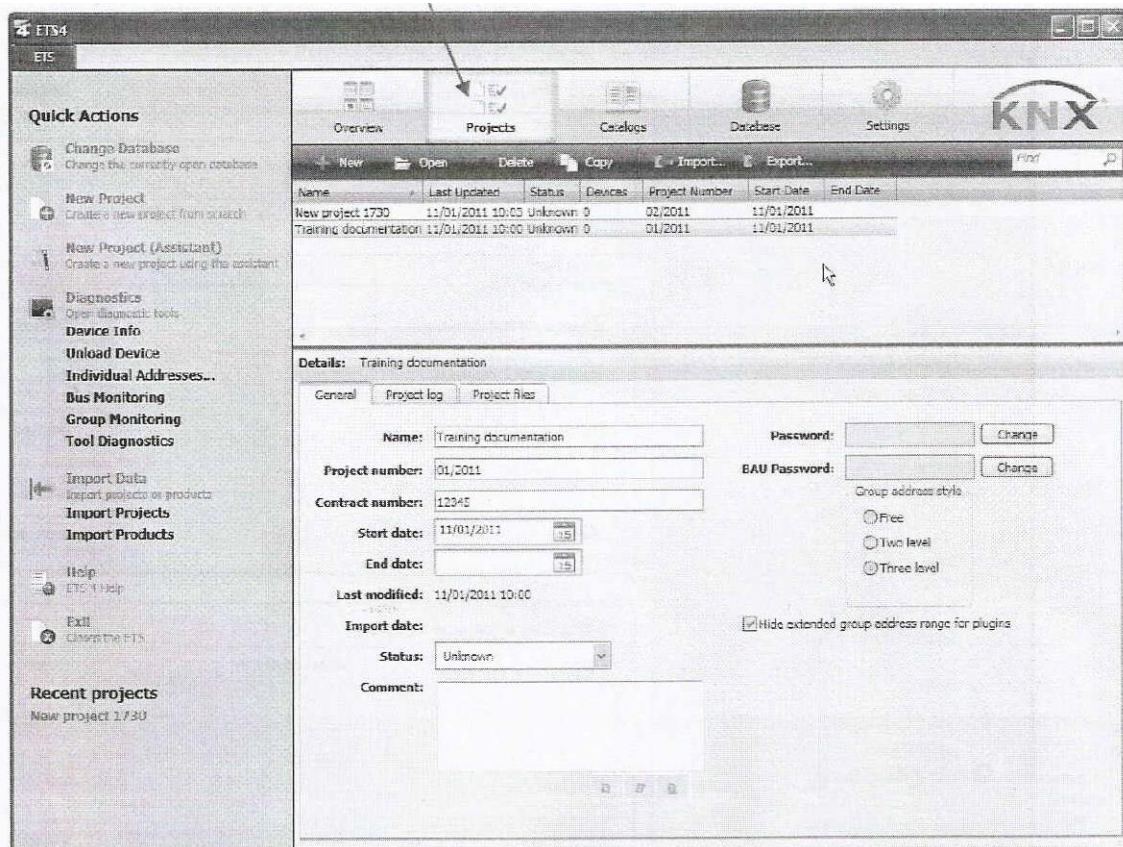 4 ETS4
ETS
Quick Actions
Change Database
Change the currently open database
New Project
Create a new project from scratch
New Project (Assistant)
Create a new project using the assistant
Diagnostics
Open diagnostic tools
Device Info
Unload Device
Individual Addresses...
Bus Monitoring
Group Monitoring
Tool Diagnostics
Import Data
Import projects or products
Import Projects
Import Products
Help
ETS 4 Help
Exit
Closes the ETS
Recent projects
New project 1730
Overview Projects Catalogs Database Settings KNX
New Open Delete Copy Import... Export... Find
Name Last Updated Status Devices Project Number Start Date End Date
New project 1730 11/01/2011 10:03 Unknown 0 02/2011 11/01/2011
Training documentation 11/01/2011 10:00 Unknown 0 01/2011 11/01/2011
Details: Training documentation
General Project log Project files
Name: Training documentation
Project number: 01/2011
Contract number: 12345
Start date: 11/01/2011 15
End date: 15
Last modified: 11/01/2011 10:00
Import date:
Status: Unknown
Comment:
Password: Change
BAU Password: Change
Group address style
Free
Two level
Three level
Hide extended group address range for plugins